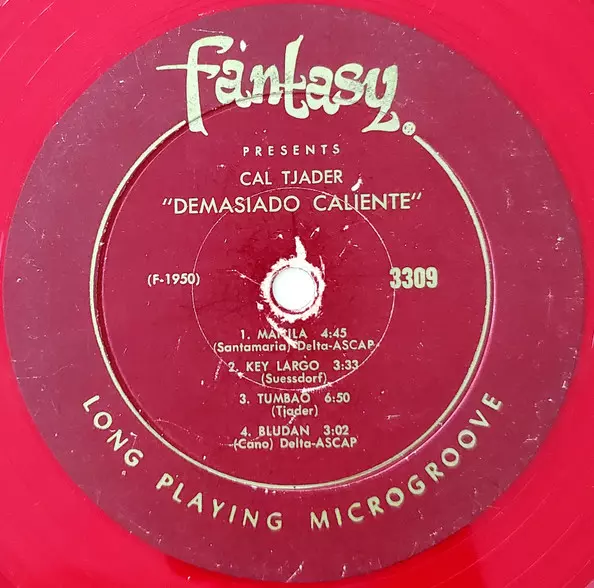 fantasy®
PRESENTS
CAL TJADER
"DEMASIADO CALIENTE"
(F-1950)
3309
1. MANILA 4:45
(Santamaria) Delta-ASCAP
2. KEY LARGO 3:33
(Suessdorf)
3. TUMBAO 6:50
(Tjader)
4. BLUDAN 3:02
(Cano) Delta-ASCAP
LONG PLAYING MICROGROOVE